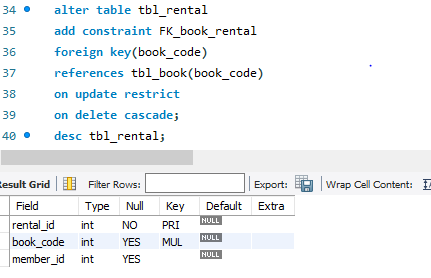 34 alter table tbl_rental
35 add constraint FK_book_rental
36 foreign key(book_code)
37 references tbl_book(book_code)
38 on update restrict
39 on delete cascade;
40 desc tbl_rental;
Result Grid Filter Rows: Export: Wrap Cell Content:
Field Type Null Key Default Extra
rental_id int NO PRI NULL
book_code int YES MUL NULL
member_id int YES NULL